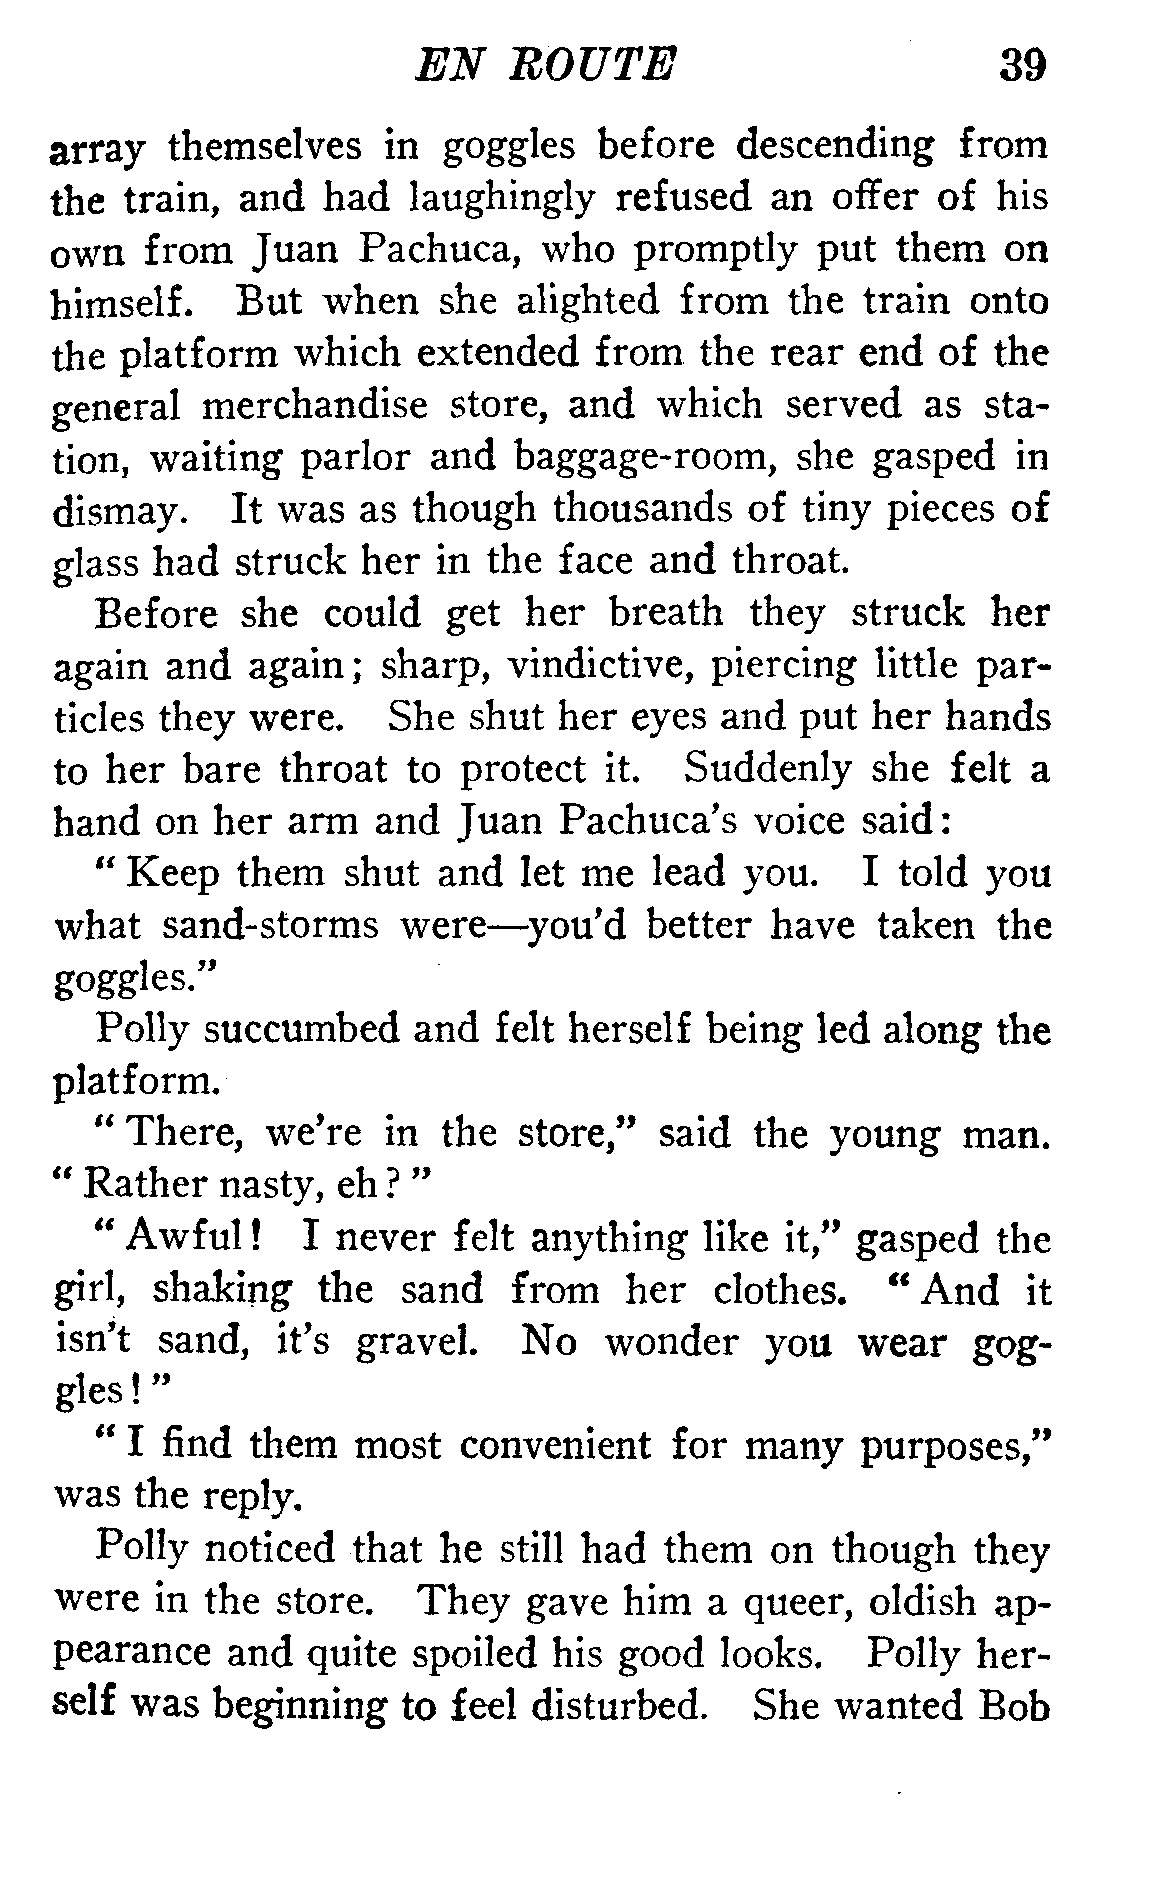 EN ROUTE 39
array themselves in goggles before descending from
the train, and had laughingly refused an offer of his
own from Juan Pachuca, who promptly put them on
himself. But when she alighted from the train onto
the platform which extended from the rear end of the
general merchandise store, and which served as sta-
tion, waiting parlor and baggage-room, she gasped in
dismay. It was as though thousands of tiny pieces of
glass had struck her in the face and throat.
Before she could get her breath they struck her
again and again; sharp, vindictive, piercing little par-
ticles they were. She shut her eyes and put her hands
to her bare throat to protect it. Suddenly she felt a
hand on her arm and Juan Pachuca's voice said:
" Keep them shut and let me lead you. I told you
what sand-storms were—you'd better have taken the
goggles."
Polly succumbed and felt herself being led along the
platform.
" There, we're in the store," said the young man.
" Rather nasty, eh? "
" Awful! I never felt anything like it," gasped the
girl, shaking the sand from her clothes. " And it
isn't sand, it's gravel. No wonder you wear gog-
gles! "
" I find them most convenient for many purposes,"
was the reply.
Polly noticed that he still had them on though they
were in the store. They gave him a queer, oldish ap-
pearance and quite spoiled his good looks. Polly her-
self was beginning to feel disturbed. She wanted Bob